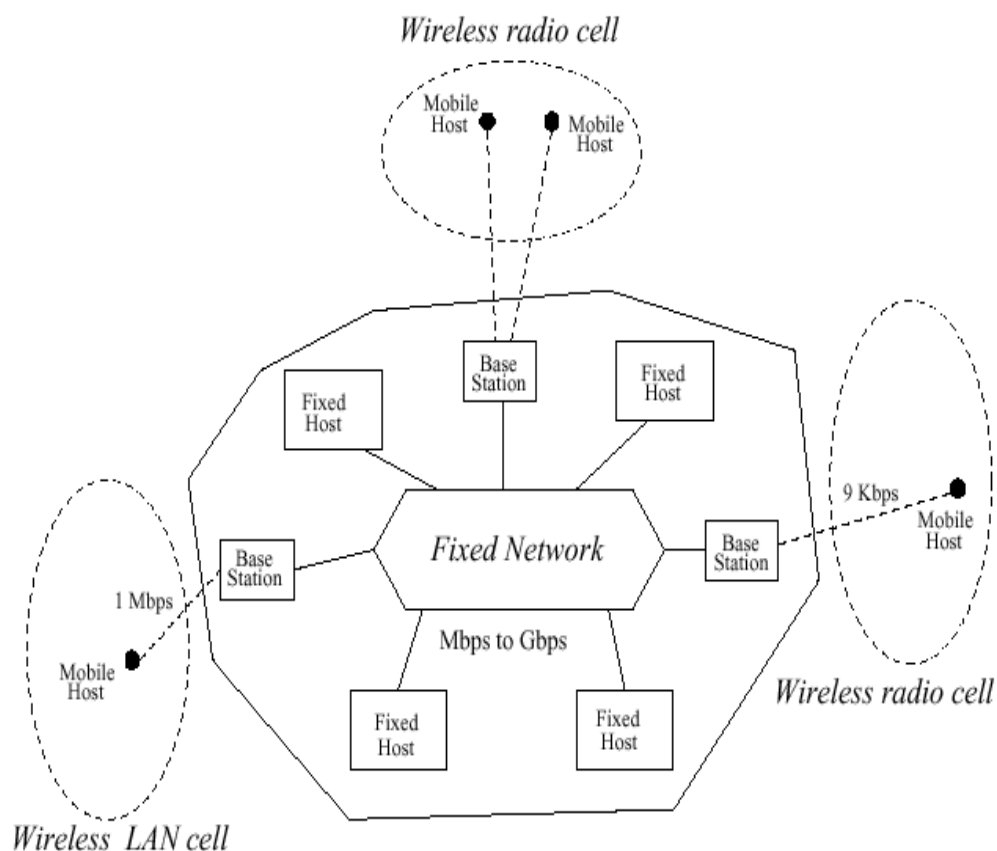 Wireless radio cell
Mobile
Host
Mobile
Host
Base
Station
Fixed
Host
Fixed
Host
9 Kbps
Mobile
Host
Fixed Network
Base
Station
Base
Station
1 Mbps
Mbps to Gbps
Mobile
Host
Wireless radio cell
Fixed
Host
Fixed
Host
Wireless LAN cell